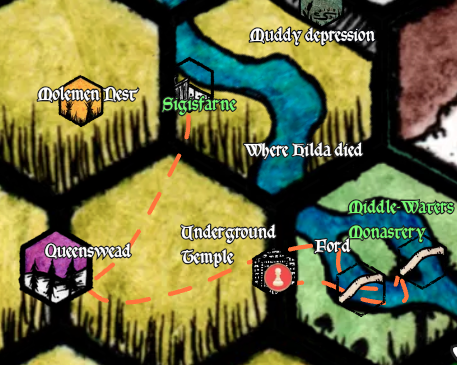 Muddy depression
Molemen Nest
Sigisfarne
Where Hilda died
Middle-Waters
Monastery
Underground
Temple
Ford
Queenswead